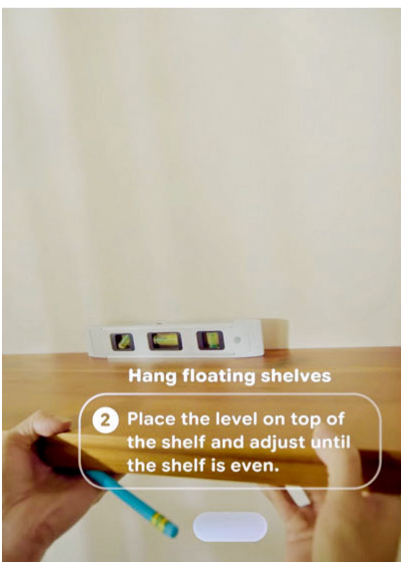 Hang floating shelves
2 Place the level on top of
the shelf and adjust until
the shelf is even.